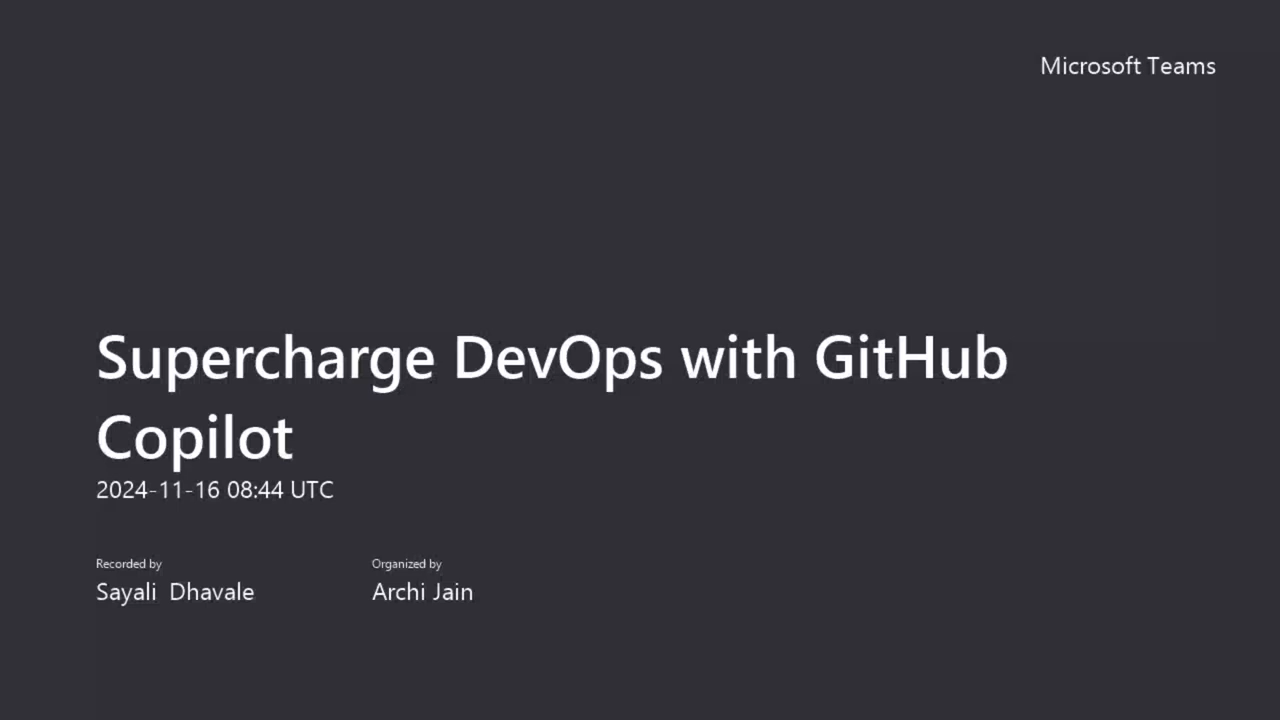 Microsoft Teams
Supercharge DevOps with GitHub
Copilot
2024-11-16 08:44 UTC
Recorded by
Sayali  Dhavale
Organized by
Archi Jain